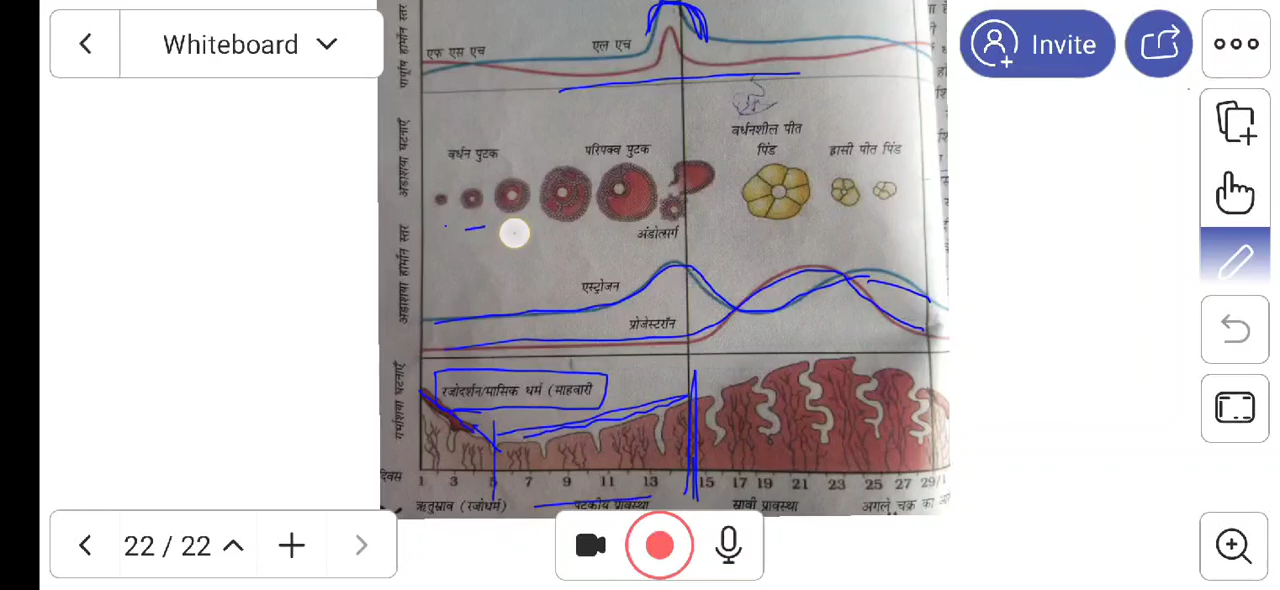 Whiteboard
Invite
पीयूष हॉर्मोन स्तर
एफ एस एच
एल एच
अंडाशयी घटनाएँ
वर्धन पुटक
परिपक्व पुटक
वर्धनशील पीत
पिंड
ह्रासी पीत पिंड
अंडोत्सर्ग
अंडाशयी हॉर्मोन स्तर
एस्ट्रोजन
प्रोजेस्टरॉन
गर्भाशयी घटनाएँ
रजोदर्शन/मासिक धर्म (माहवारी
दिवस 1 3 5 7 9 11 13 15 17 19 21 23 25 27 29/1
ऋतुस्राव (रजोधर्म) पुटकीय प्रावस्था स्रावी प्रावस्था अगले चक्र का
22 / 22